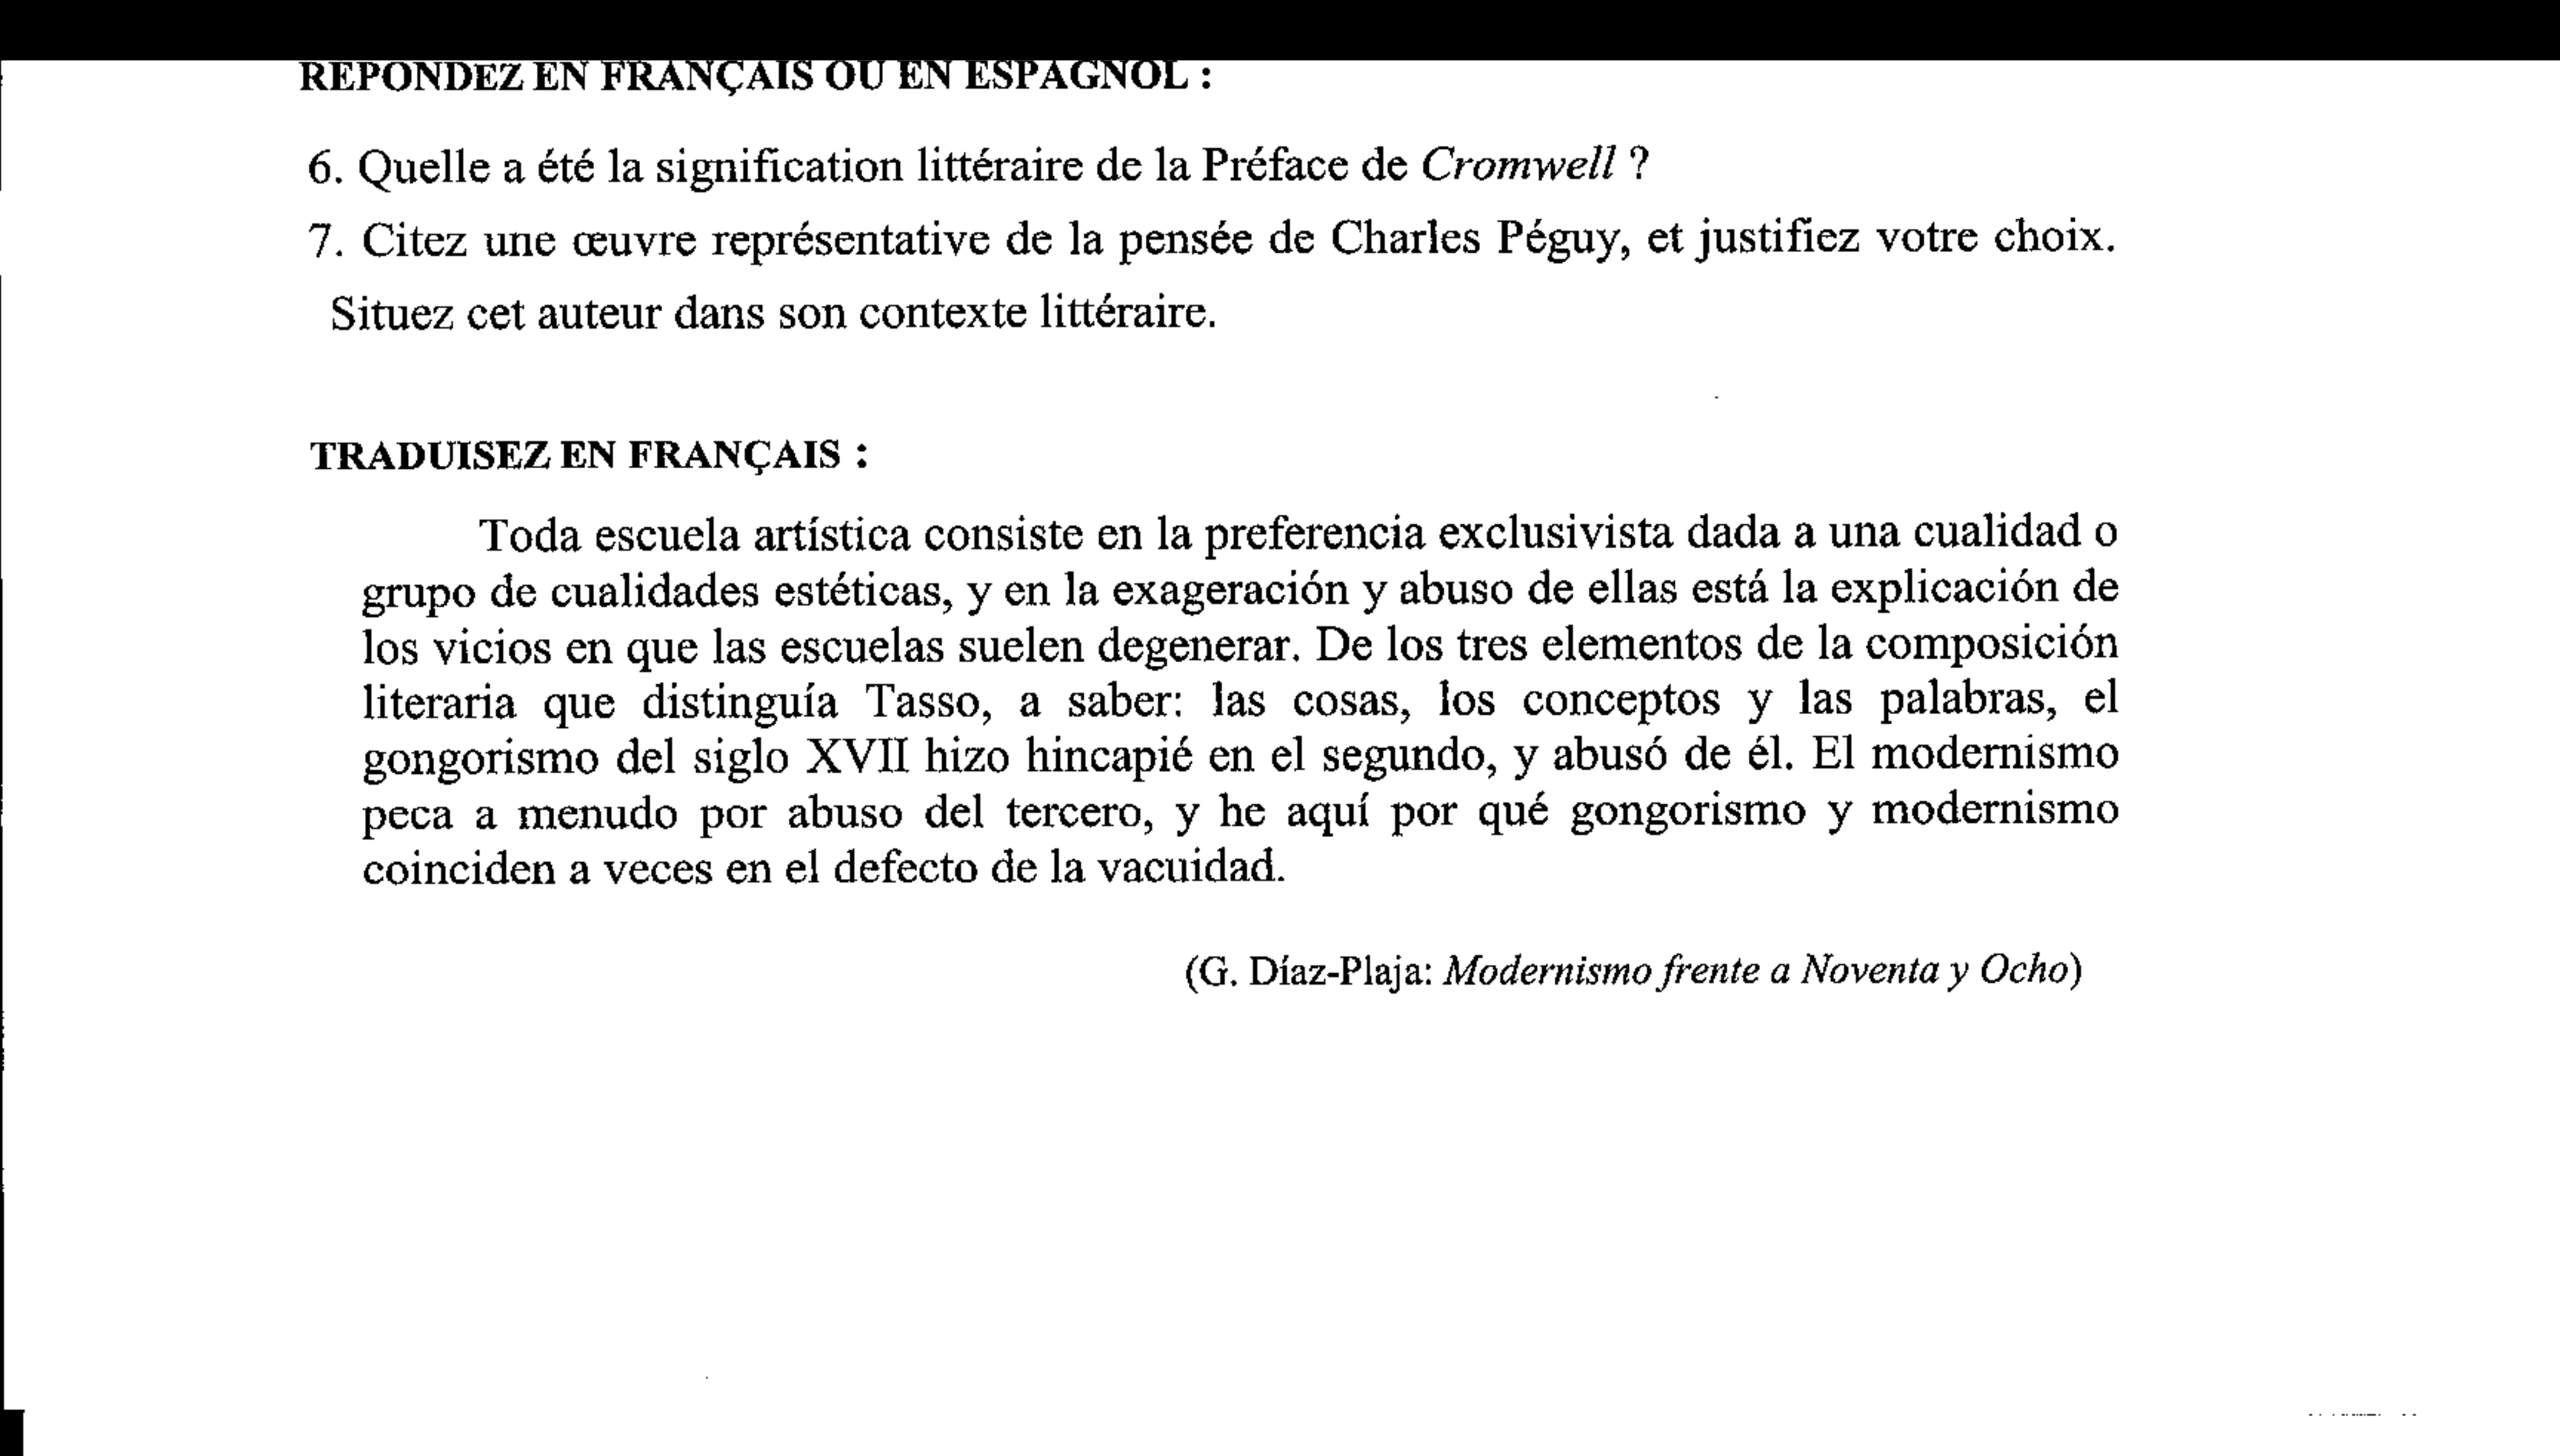 REPONDEZ EN FRANÇAIS OU EN ESPAGNOL :
6. Quelle a été la signification littéraire de la Préface de Cromwell ?
7. Citez une œuvre représentative de la pensée de Charles Péguy, et justifiez votre choix.
Situez cet auteur dans son contexte littéraire.
TRADUISEZ EN FRANÇAIS :
Toda escuela artística consiste en la preferencia exclusivista dada a una cualidad o
grupo de cualidades estéticas, y en la exageración y abuso de ellas está la explicación de
los vicios en que las escuelas suelen degenerar. De los tres elementos de la composición
literaria que distinguía Tasso, a saber: las cosas, los conceptos y las palabras, el
gongorismo del siglo XVII hizo hincapié en el segundo, y abusó de él. El modernismo
peca a menudo por abuso del tercero, y he aquí por qué gongorismo y modernismo
coinciden a veces en el defecto de la vacuidad.
(G. Díaz-Plaja: Modernismo frente a Noventa y Ocho)